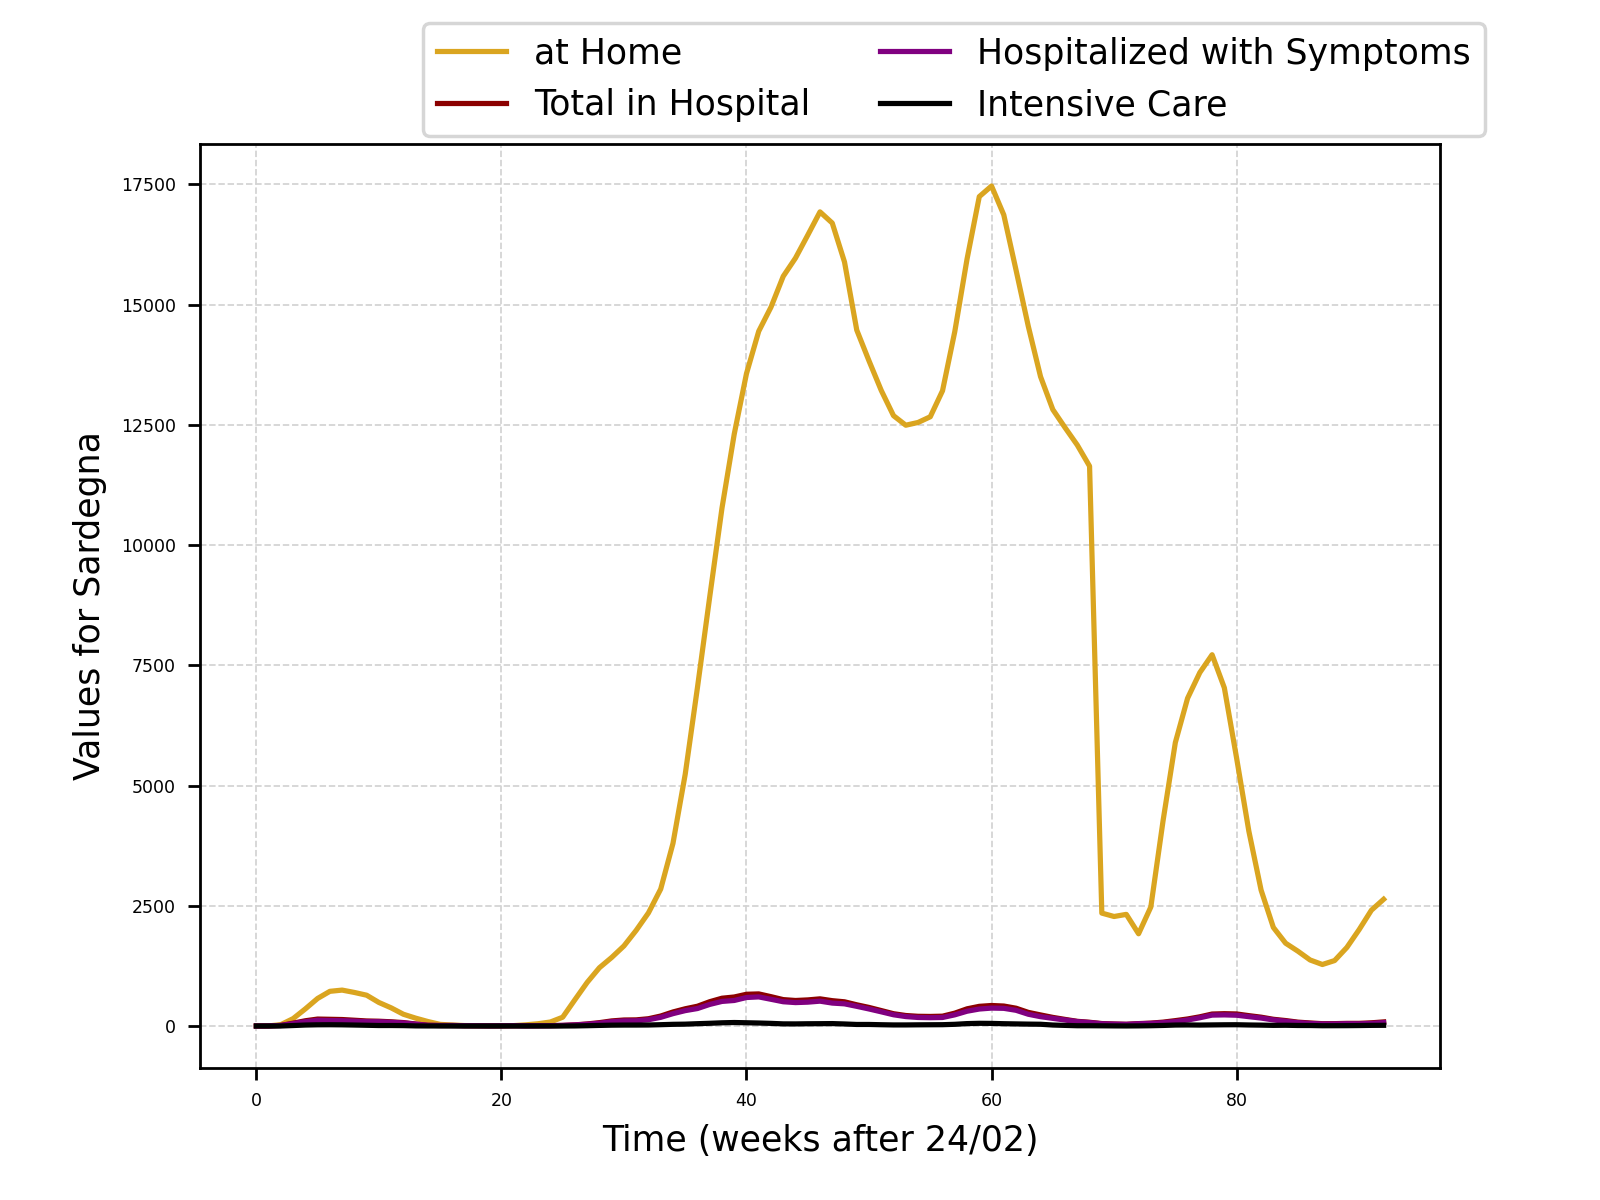 at Home
Total in Hospital
Hospitalized with Symptoms
Intensive Care
Values for Sardegna
17500
15000
12500
10000
7500
5000
2500
0
0 20 40 60 80
Time (weeks after 24/02)